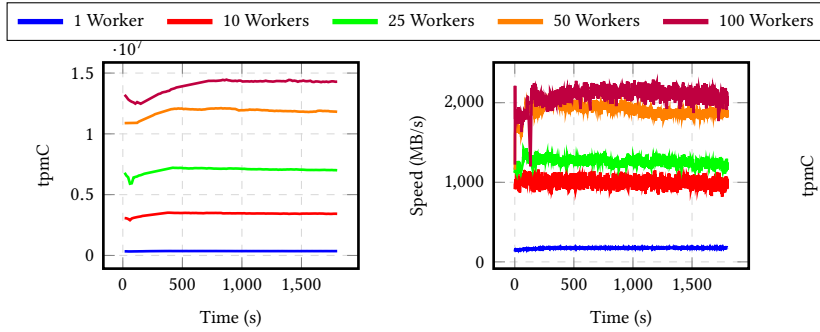 1 Worker 10 Workers 25 Workers 50 Workers 100 Workers
·10⁷
1.5
1
0.5
0
tpmC
0 500 1,000 1,500
Time (s)
2,000
1,000
0
Speed (MB/s)
0 500 1,000 1,500
Time (s)
tpmC